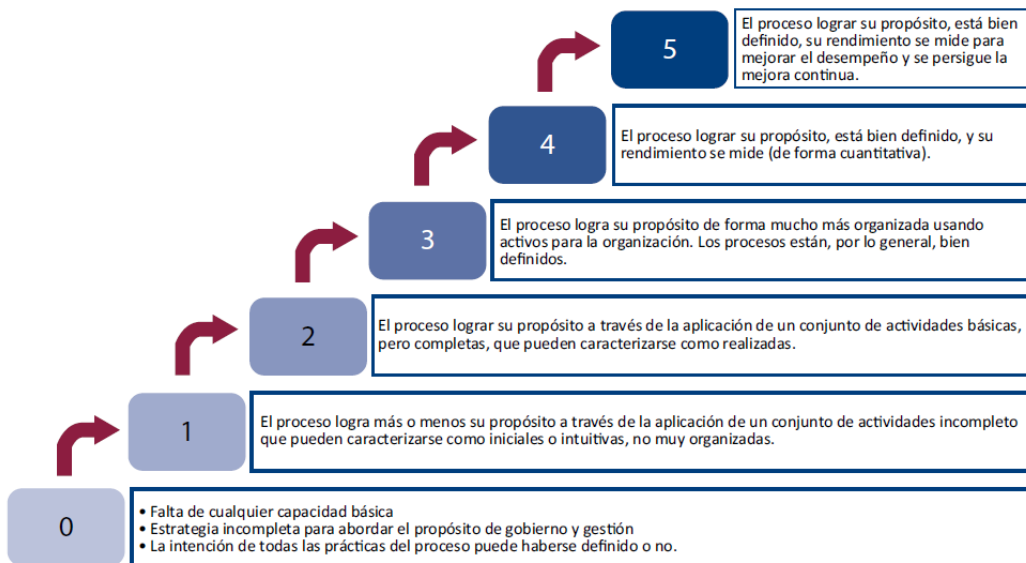 5
El proceso lograr su propósito, está bien
definido, su rendimiento se mide para
mejorar el desempeño y se persigue la
mejora continua.
4
El proceso lograr su propósito, está bien definido, y su
rendimiento se mide (de forma cuantitativa).
3
El proceso logra su propósito de forma mucho más organizada usando
activos para la organización. Los procesos están, por lo general, bien
definidos.
2
El proceso lograr su propósito a través de la aplicación de un conjunto de actividades básicas,
pero completas, que pueden caracterizarse como realizadas.
1
El proceso logra más o menos su propósito a través de la aplicación de un conjunto de actividades incompleto
que pueden caracterizarse como iniciales o intuitivas, no muy organizadas.
0
• Falta de cualquier capacidad básica
• Estrategia incompleta para abordar el propósito de gobierno y gestión
• La intención de todas las prácticas del proceso puede haberse definido o no.